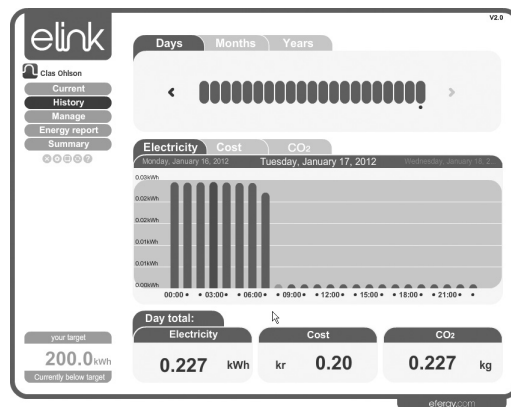 V2.0
elink
Clas Ohlson
Current
History
Manage
Energy report
Summary
Days Months Years
Electricity Cost CO2
Monday, January 16, 2012 Tuesday, January 17, 2012 Wednesday, January 18, 2...
0.03kWh
0.02kWh
0.02kWh
0.01kWh
0.01kWh
0.00kWh
00:00 03:00 06:00 09:00 12:00 15:00 18:00 21:00
Day total:
Electricity Cost CO2
0.227 kWh kr 0.20 0.227 kg
your target
200.0kWh
Currently below target
efergy.com